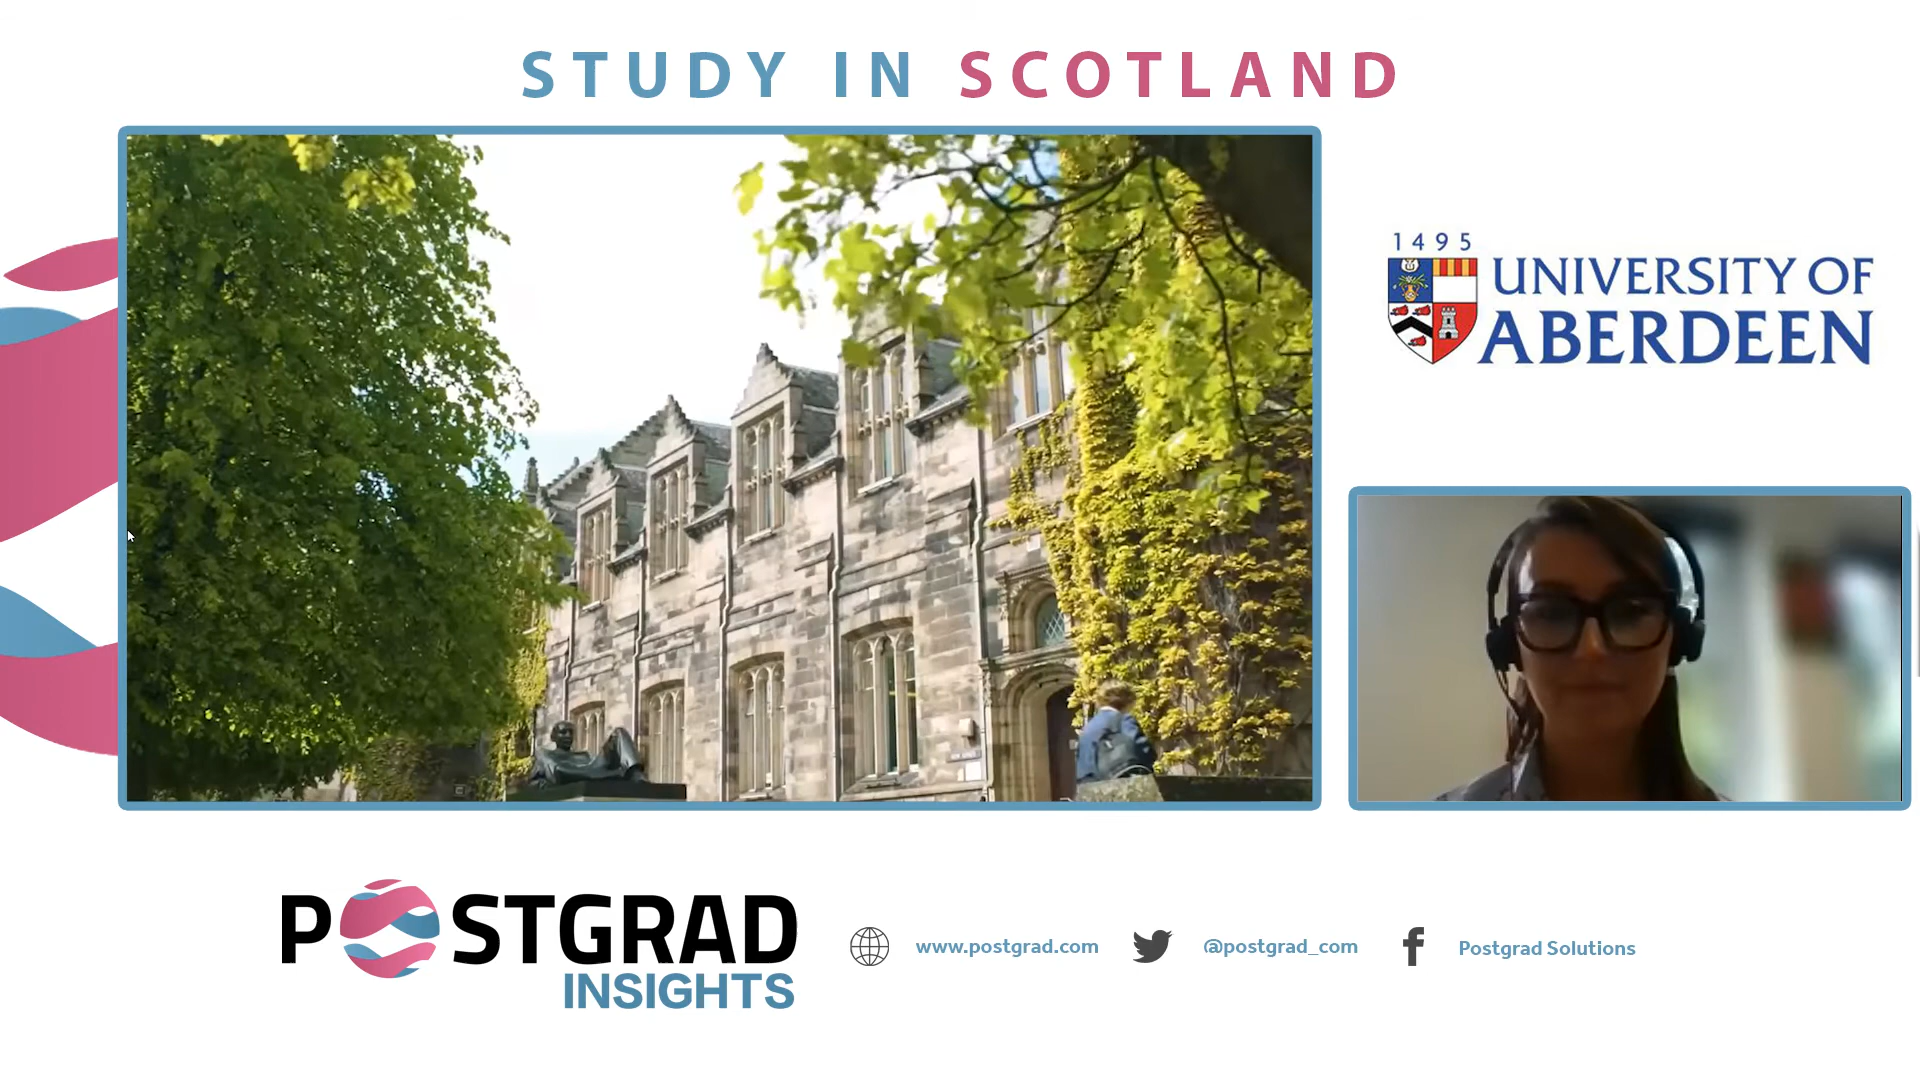 STUDY IN SCOTLAND
1495
UNIVERSITY OF
ABERDEEN
POSTGRAD
INSIGHTS
www.postgrad.com
@postgrad_com
Postgrad Solutions